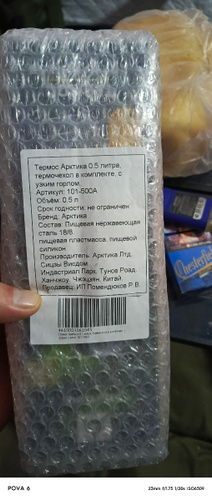 Термос Арктика 0.5 литра,
термочехол в комплекте, с
узким горлом
Артикул: 101-500А
Объём: 0.5 л
Срок годности: не ограничен
Бренд: Арктика
Состав: Пищевая нержавеющая
сталь 18/8,
пищевая пластмасса, пищевой
силикон
Производитель: Арктика Лтд.
Сицзы Висдом
Индастриал Парк, Тунсе Роад,
Ханчжоу, Чжэцзян, Китай
Продавец: ИП Помендюков Р.В.
Chesterfield
POVA 6